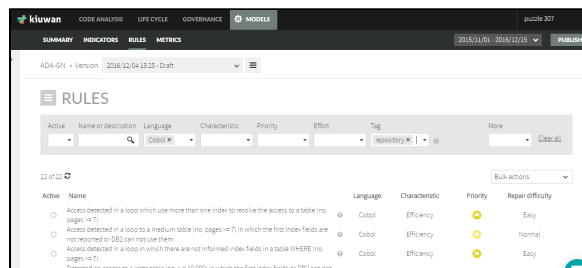 kiuwan CODE ANALYSIS LIFE CYCLE GOVERNANCE MODELS puzzle 307
SUMMARY INDICATORS RULES METRICS 2015/11/01 - 2016/12/15 PUBLISH
ADA-GN > Version 2016/12/04 15:25 - Draft
RULES
Active Name or description Language Characteristic Priority Effort Tag More
Cobol × repository × Clear all
22 of 22 Bulk actions
Active Name Language Characteristic Priority Repair difficulty
Access detected in a loop which use more than one index to resolve the access to a table (no,
pages >= 7). Cobol Efficiency Easy
Access detected in a loop to a medium table (no, pages >= 7) in which the first index fields are
not reported or DB2 can not use them. Cobol Efficiency Normal
Access detected in a loop in which there are not informed index fields in a table WHERE (no,
pages >= 7). Cobol Efficiency Easy